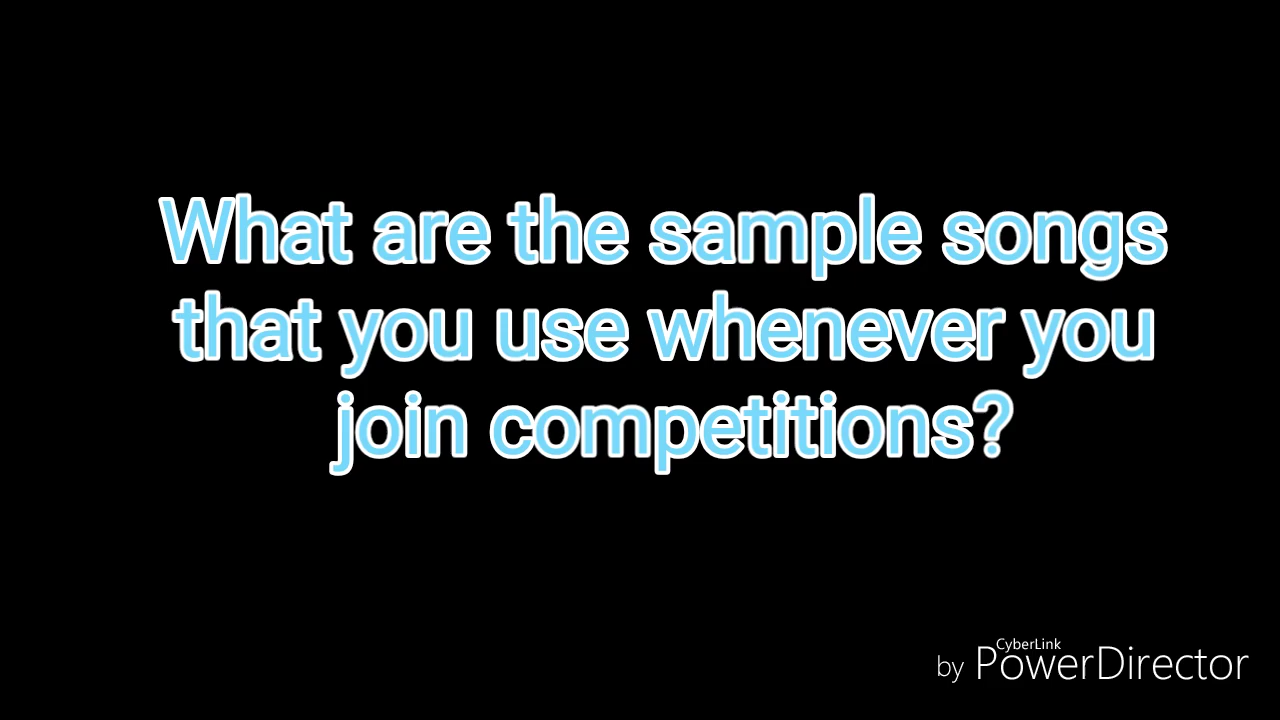 What are the sample songs
that you use whenever you
join competitions?
CyberLink
by PowerDirector